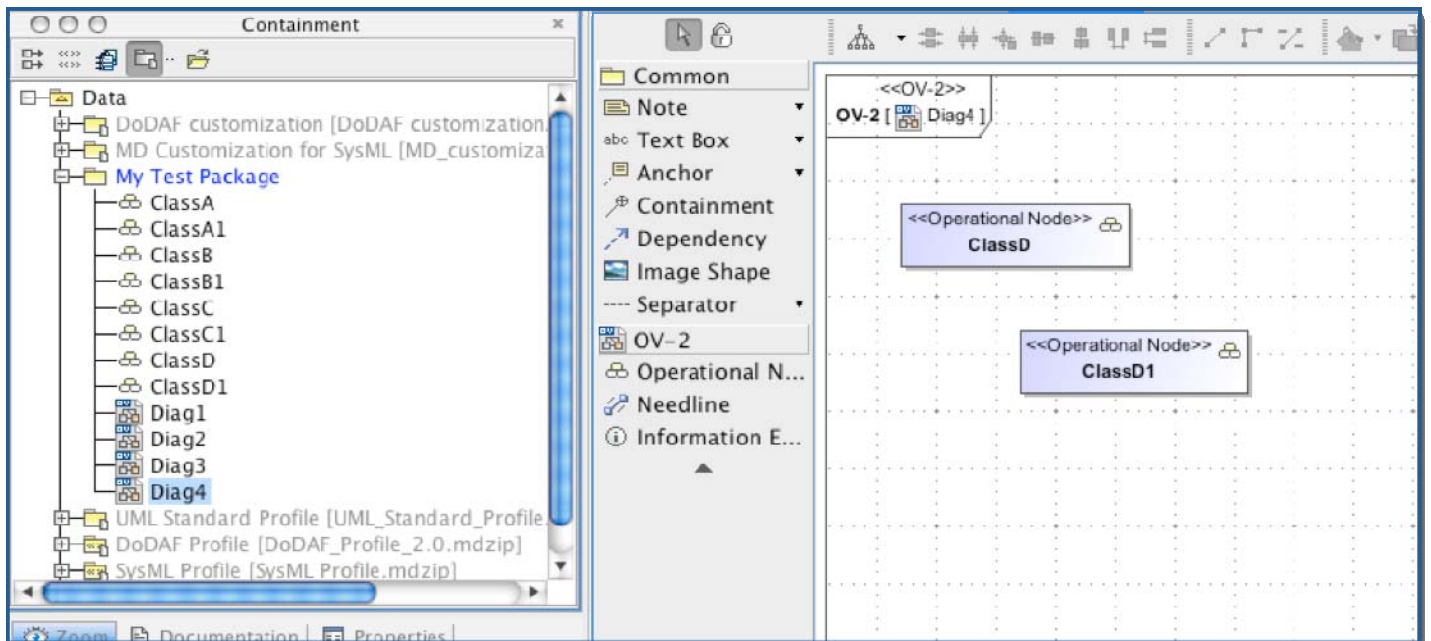 Containment
Data
DoDAF customization [DoDAF customization.
MD Customization for SysML [MD_customiza
My Test Package
ClassA
ClassA1
ClassB
ClassB1
ClassC
ClassC1
ClassD
ClassD1
Diag1
Diag2
Diag3
Diag4
UML Standard Profile [UML_Standard_Profile.
DoDAF Profile [DoDAF_Profile_2.0.mdzip]
SysML Profile [SysML Profile.mdzip]
Zoom
Documentation
Properties
Common
Note
abc Text Box
Anchor
Containment
Dependency
Image Shape
Separator
OV-2
Operational N...
Needline
Information E...
<<OV-2>>
OV-2 [ Diag4 ]
<<Operational Node>>
ClassD
<<Operational Node>>
ClassD1